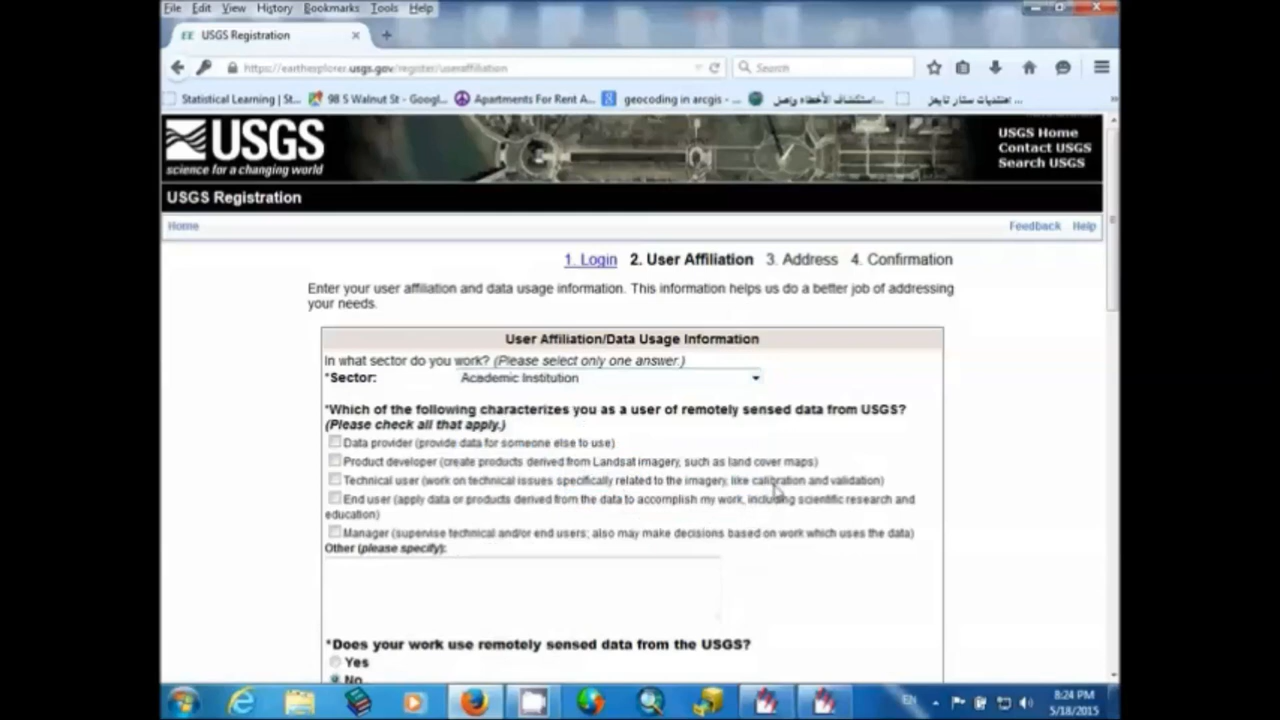 File Edit View History Bookmarks Tools Help
USGS Registration
https://earthexplorer.usgs.gov/register/useraffiliation
Search
Statistical Learning | St... 98 S Walnut St - Googl... Apartments For Rent A... geocoding in arcgis - ... استكشاف الأخطاء وإصل... منتديات ستار تايمز ...
USGS
science for a changing world
USGS Home
Contact USGS
Search USGS
USGS Registration
Home Feedback Help
1. Login 2. User Affiliation 3. Address 4. Confirmation
Enter your user affiliation and data usage information. This information helps us do a better job of addressing
your needs.
User Affiliation/Data Usage Information
In what sector do you work? (Please select only one answer.)
*Sector: Academic Institution
*Which of the following characterizes you as a user of remotely sensed data from USGS?
(Please check all that apply.)
Data provider (provide data for someone else to use)
Product developer (create products derived from Landsat imagery, such as land cover maps)
Technical user (work on technical issues specifically related to the imagery, like calibration and validation)
End user (apply data or products derived from the data to accomplish my work, including scientific research and
education)
Manager (supervise technical and/or end users; also may make decisions based on work which uses the data)
Other (please specify):
*Does your work use remotely sensed data from the USGS?
Yes
No
EN
8:24 PM
5/18/2015